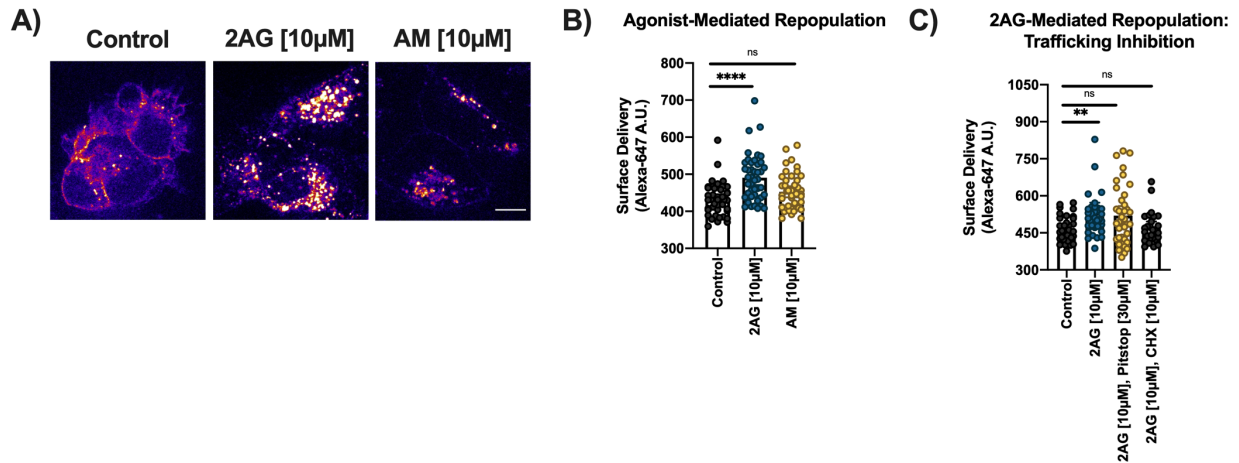 A)
Control
2AG [10µM]
AM [10µM]
B)
Agonist-Mediated Repopulation
Surface Delivery
(Alexa-647 A.U.)
800
700
600
500
400
300
ns
****
Control
2AG [10µM]
AM [10µM]
C)
2AG-Mediated Repopulation:
Trafficking Inhibition
Surface Delivery
(Alexa-647 A.U.)
1050
900
750
600
450
300
ns
ns
**
Control
2AG [10µM]
2AG [10µM], Pitstop [30µM]
2AG [10µM], CHX [10µM]